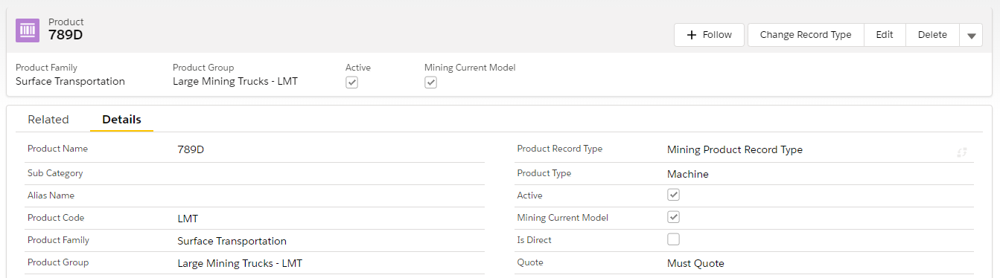 Product
789D
Follow
Change Record Type
Edit
Delete
Product Family
Product Group
Active
Mining Current Model
Surface Transportation
Large Mining Trucks - LMT
Related
Details
Product Name 789D
Product Record Type Mining Product Record Type
Sub Category
Product Type Machine
Alias Name
Active
Product Code LMT
Mining Current Model
Product Family Surface Transportation
Is Direct
Product Group Large Mining Trucks - LMT
Quote Must Quote